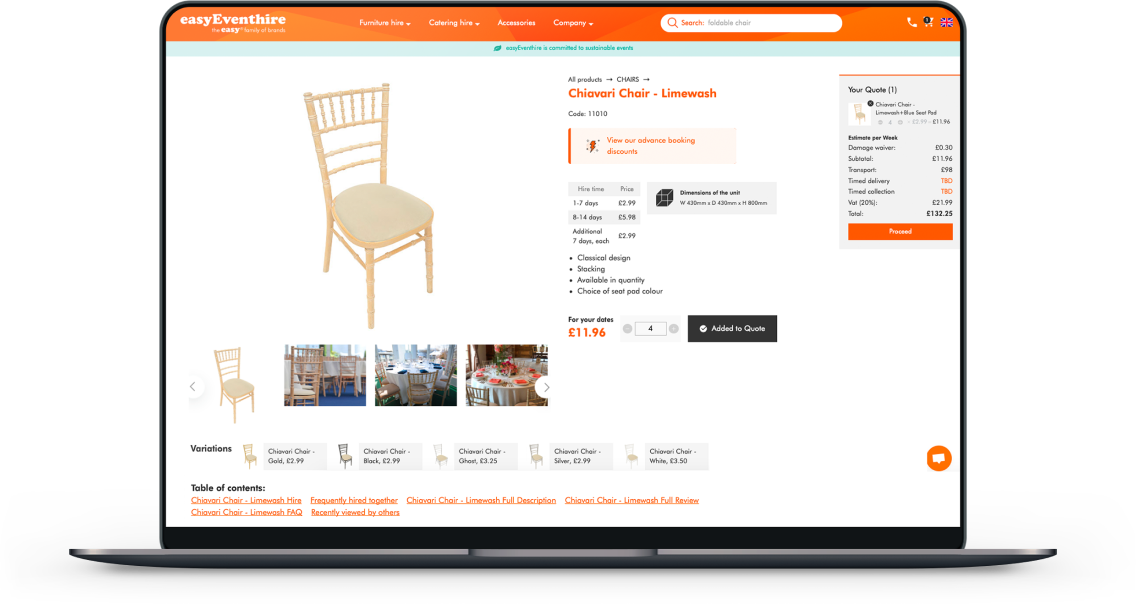 easyEventhire
the easy® family of brands
Furniture hire
Catering hire
Accessories
Company
Search: foldable chair
1
easyEventhire is committed to sustainable events
All products → CHAIRS →
Chiavari Chair - Limewash
Code: 11010
View our advance booking
discounts
Hire time Price
1-7 days £2.99
8-14 days £5.98
Additional
7 days, each £2.99
Dimensions of the unit
W 430mm x D 430mm x H 800mm
• Classical design
• Stacking
• Available in quantity
• Choice of seat pad colour
For your dates
£11.96
4
Added to Quote
Your Quote (1)
Chiavari Chair -
Limewash+Blue Seat Pad
4 × £2.99 - £11.96
Estimate per Week
Damage waiver: £0.30
Subtotal: £11.96
Transport: £98
Timed delivery TBD
Timed collection TBD
Vat (20%): £21.99
Total: £132.25
Proceed
Variations
Chiavari Chair -
Gold, £2.99
Chiavari Chair -
Black, £2.99
Chiavari Chair -
Ghost, £3.25
Chiavari Chair -
Silver, £2.99
Chiavari Chair -
White, £3.50
Table of contents:
Chiavari Chair - Limewash Hire Frequently hired together Chiavari Chair - Limewash Full Description Chiavari Chair - Limewash Full Review
Chiavari Chair - Limewash FAQ Recently viewed by others